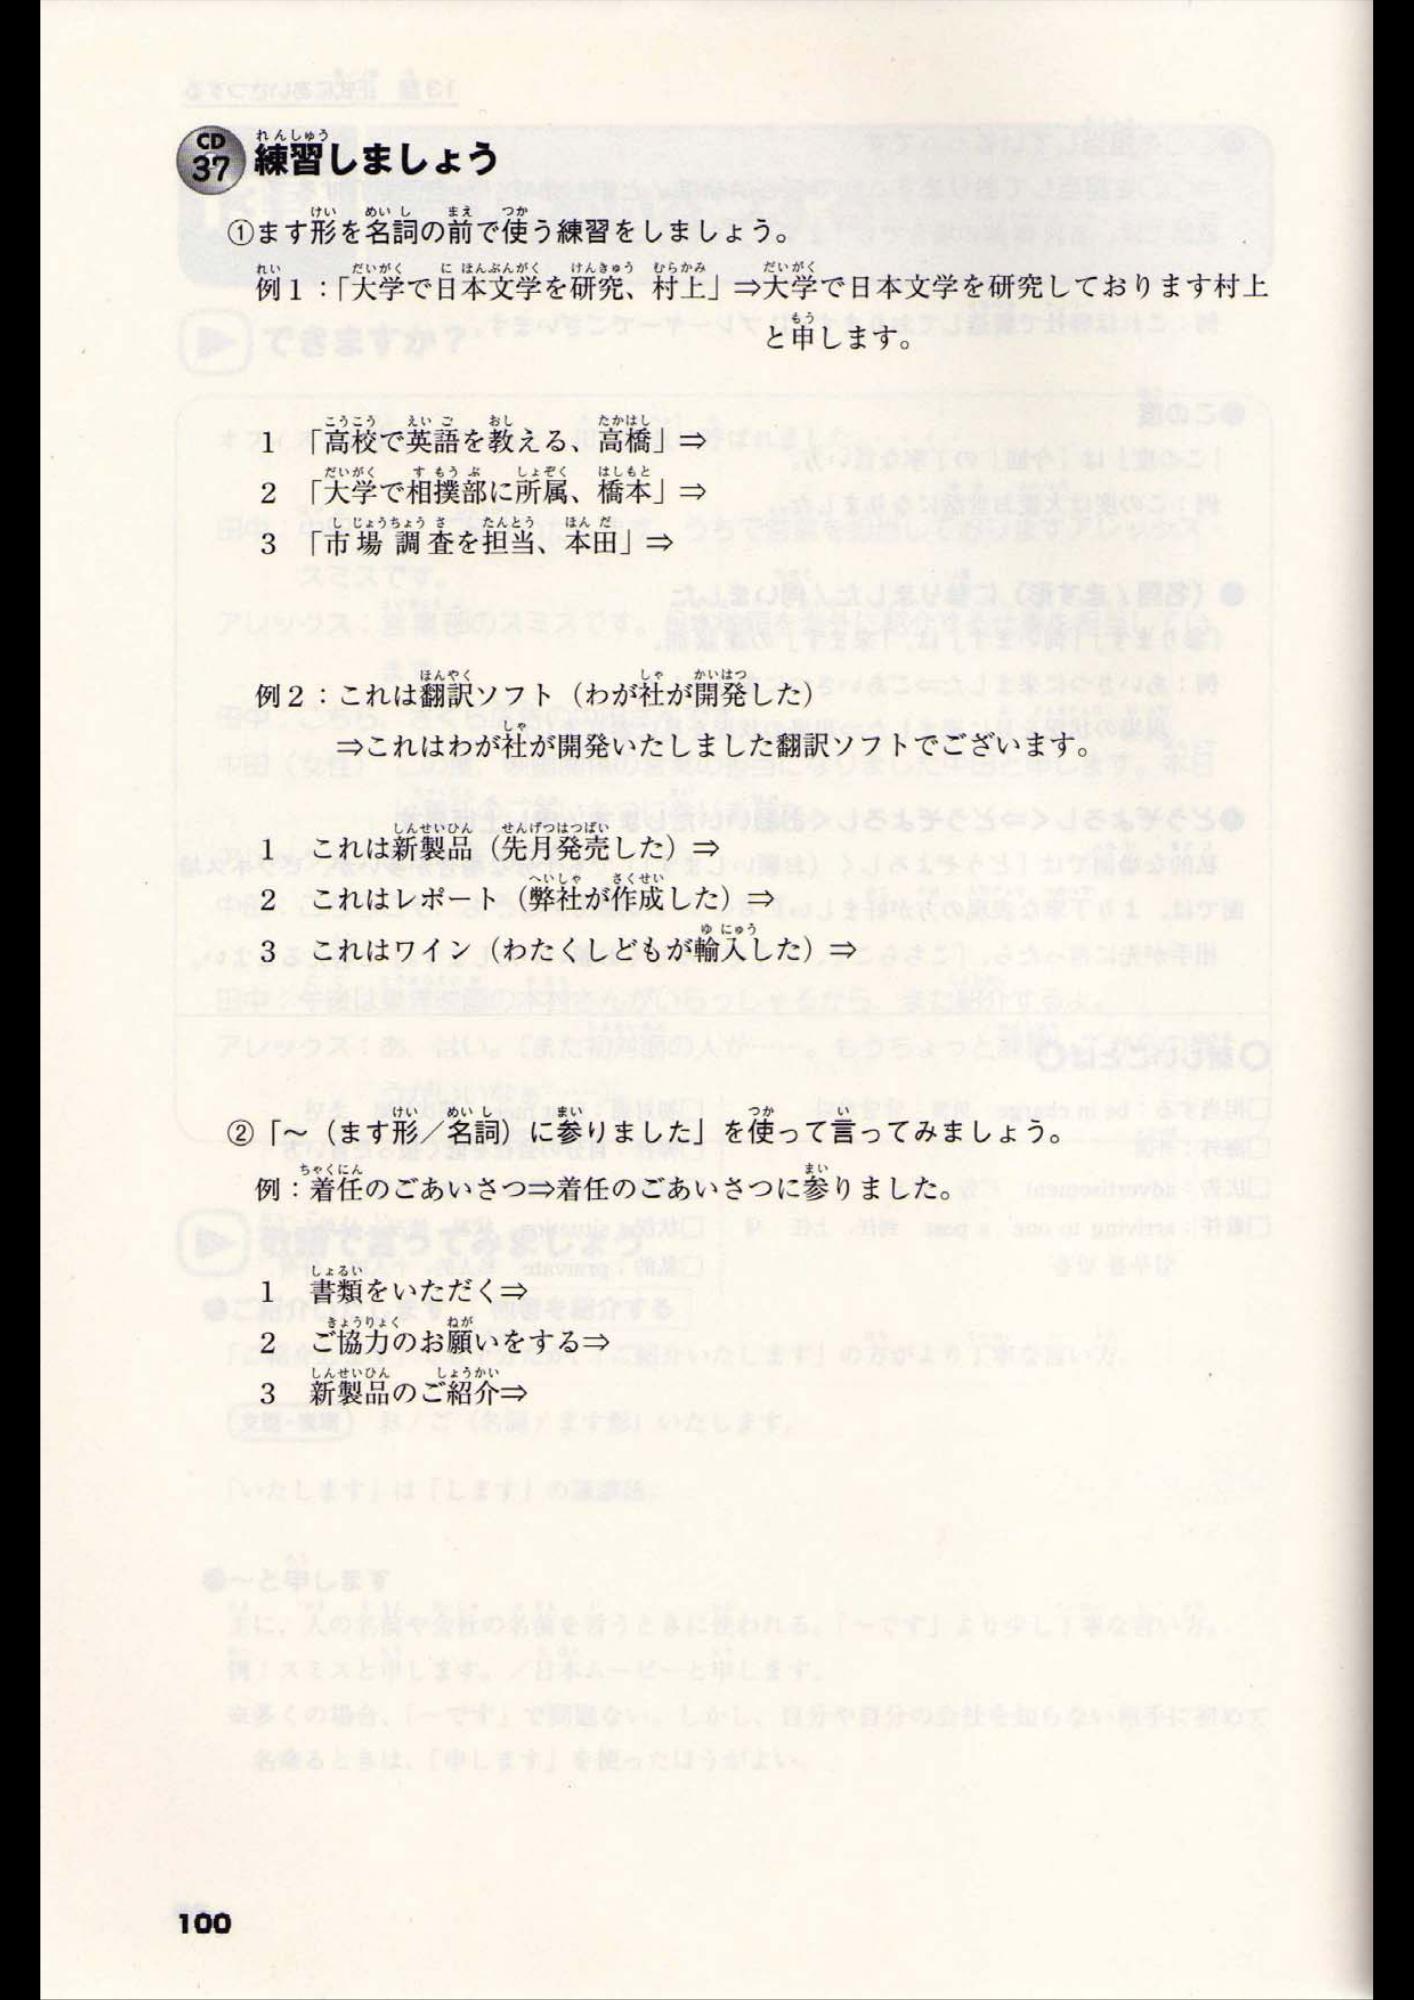 CD
37
練習しましょう
①ます形を名詞の前で使う練習をしましょう。
例1:「大学で日本文学を研究、村上」⇒大学で日本文学を研究しております村上
と申します。
1 「高校で英語を教える、高橋」⇒
2 「大学で相撲部に所属、橋本」⇒
3 「市場調査を担当、本田」⇒
例2:これは翻訳ソフト（わが社が開発した）
⇒これはわが社が開発いたしました翻訳ソフトでございます。
1 これは新製品（先月発売した）⇒
2 これはレポート（弊社が作成した）⇒
3 これはワイン（わたくしどもが輸入した）⇒
②「～（ます形／名詞）に参りました」を使って言ってみましょう。
例:着任のごあいさつ⇒着任のごあいさつに参りました。
1 書類をいただく⇒
2 ご協力のお願いをする⇒
3 新製品のご紹介⇒
100